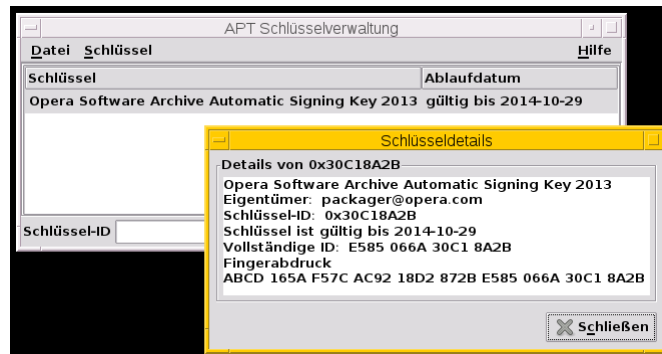 APT Schlüsselverwaltung
Datei Schlüssel Hilfe
Schlüssel Ablaufdatum
Opera Software Archive Automatic Signing Key 2013 gültig bis 2014-10-29
Schlüssel-ID
Schlüsseldetails
Details von 0x30C18A2B
Opera Software Archive Automatic Signing Key 2013
Eigentümer: packager@opera.com
Schlüssel-ID: 0x30C18A2B
Schlüssel ist gültig bis 2014-10-29
Vollständige ID: E585 066A 30C1 8A2B
Fingerabdruck
ABCD 165A F57C AC92 18D2 872B E585 066A 30C1 8A2B
Schließen